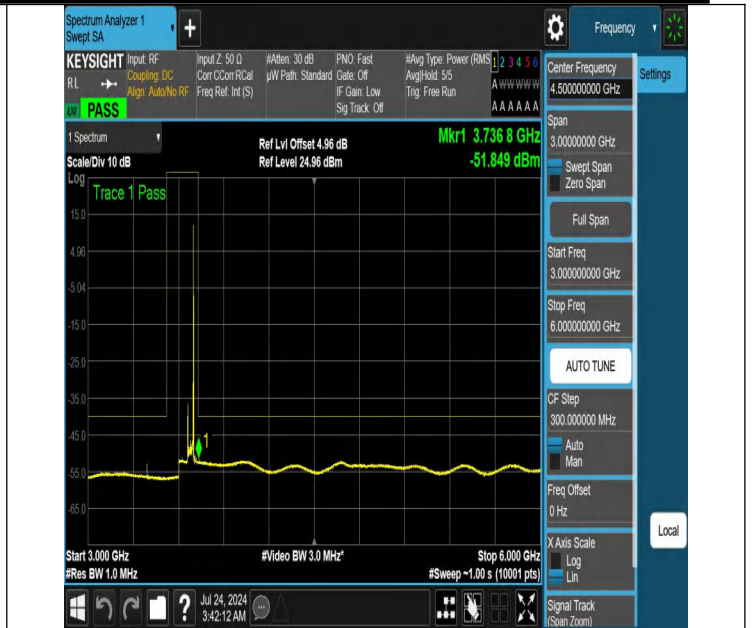 Spectrum Analyzer 1
Swept SA
+
Frequency
KEYSIGHT
RL
PASS
Input: RF
Coupling: DC
Align: Auto/No RF
Input Z: 50 Ω
Corr CCorr RCal
Freq Ref: Int (S)
#Atten: 30 dB
µW Path: Standard
PNO: Fast
Gate: Off
IF Gain: Low
Sig Track: Off
#Avg Type: Power (RMS
Avg|Hold: 5/5
Trig: Free Run
1 2 3 4 5 6
A W W W W W
A A A A A A
1 Spectrum
Scale/Div 10 dB
Ref Lvl Offset 4.96 dB
Ref Level 24.96 dBm
Mkr1 3.736 8 GHz
-51.849 dBm
Log
Trace 1 Pass
15.0
4.96
-5.04
-15.0
-25.0
-35.0
-45.0
-55.0
-65.0
1
Start 3.000 GHz
#Res BW 1.0 MHz
#Video BW 3.0 MHz*
Stop 6.000 GHz
#Sweep ~1.00 s (10001 pts)
Center Frequency
4.500000000 GHz
Settings
Span
3.00000000 GHz
Swept Span
Zero Span
Full Span
Start Freq
3.000000000 GHz
Stop Freq
6.000000000 GHz
AUTO TUNE
CF Step
300.000000 MHz
Auto
Man
Freq Offset
0 Hz
X Axis Scale
Log
Lin
Signal Track
(Span Zoom)
Local
?
Jul 24, 2024
3:42:12 AM